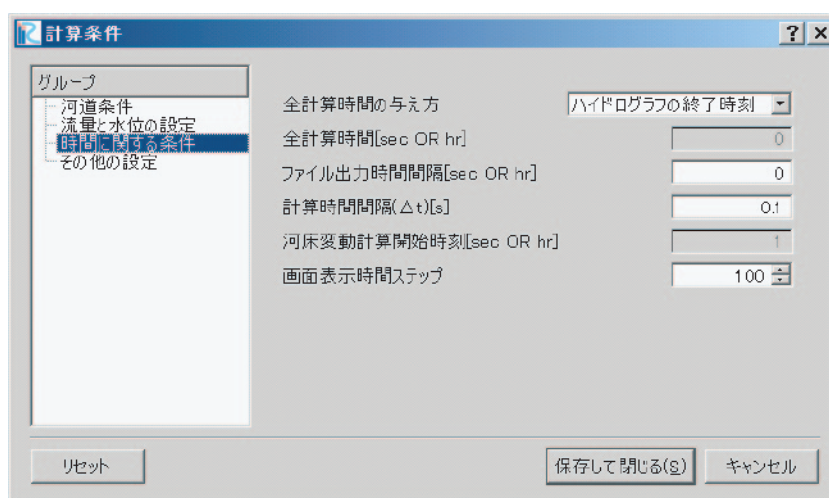 計算条件
グループ
河道条件
流量と水位の設定
時間に関する条件
その他の設定
全計算時間の与え方 ハイドログラフの終了時刻
全計算時間[sec OR hr] 0
ファイル出力時間間隔[sec OR hr] 0
計算時間間隔(△t)[s] 0.1
河床変動計算開始時刻[sec OR hr] 1
画面表示時間ステップ 100
リセット
保存して閉じる(S)
キャンセル